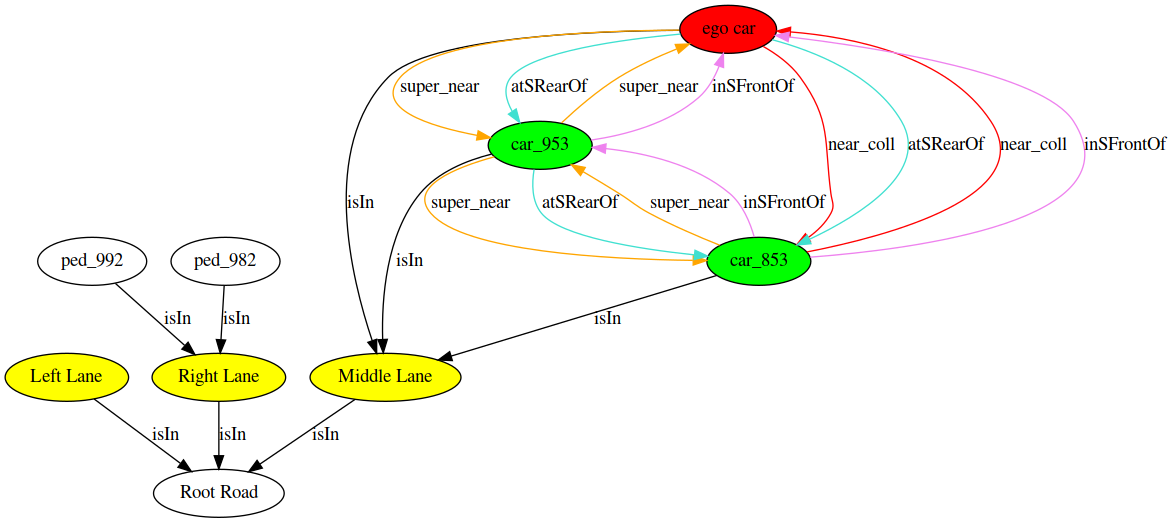 ego car
super_near
atSRearOf
super_near
inSFrontOf
car_953
near_coll
atSRearOf
near_coll
inSFrontOf
isIn
super_near
atSRearOf
super_near
inSFrontOf
ped_992
ped_982
isIn
car_853
isIn
isIn
isIn
Left Lane
Right Lane
Middle Lane
isIn
isIn
isIn
Root Road